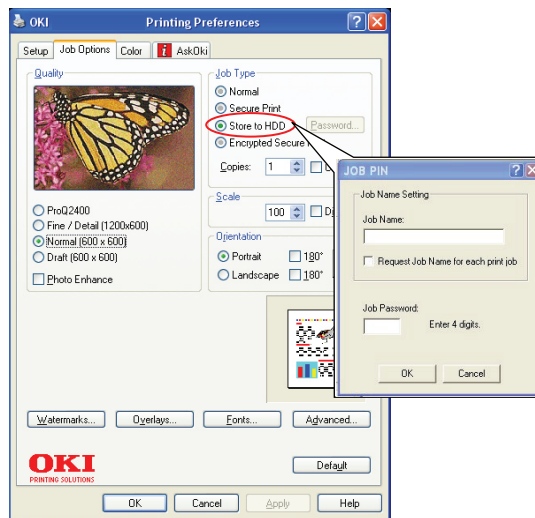 OKI Printing Preferences
Setup Job Options Color AskOki
Quality
ProQ2400
Fine / Detail (1200x600)
Normal (600 x 600)
Draft (600 x 600)
Photo Enhance
Job Type
Normal
Secure Print
Store to HDD Password...
Encrypted Secure
Copies: 1
Scale
100
Orientation
Portrait 180°
Landscape 180°
JOB PIN
Job Name Setting
Job Name:
Request Job Name for each print job
Job Password:
Enter 4 digits.
OK Cancel
Watermarks... Overlays... Fonts... Advanced...
OKI
PRINTING SOLUTIONS
Default
OK Cancel Apply Help